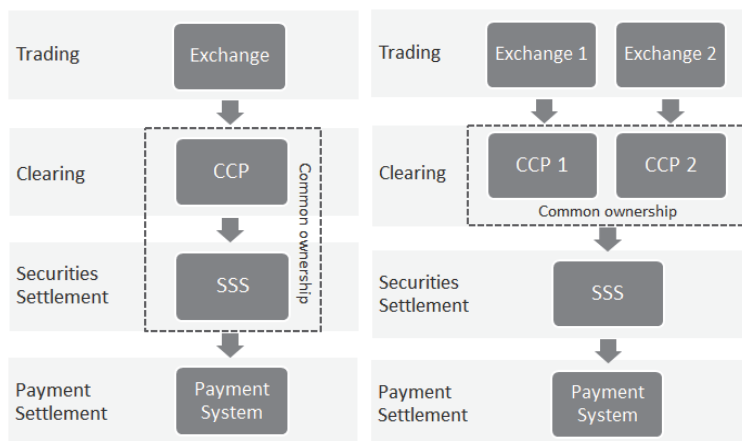 Trading
Exchange
Clearing
CCP
Common ownership
Securities
Settlement
SSS
Payment
Settlement
Payment
System
Trading
Exchange 1
Exchange 2
Clearing
CCP 1
CCP 2
Common ownership
Securities
Settlement
SSS
Payment
Settlement
Payment
System